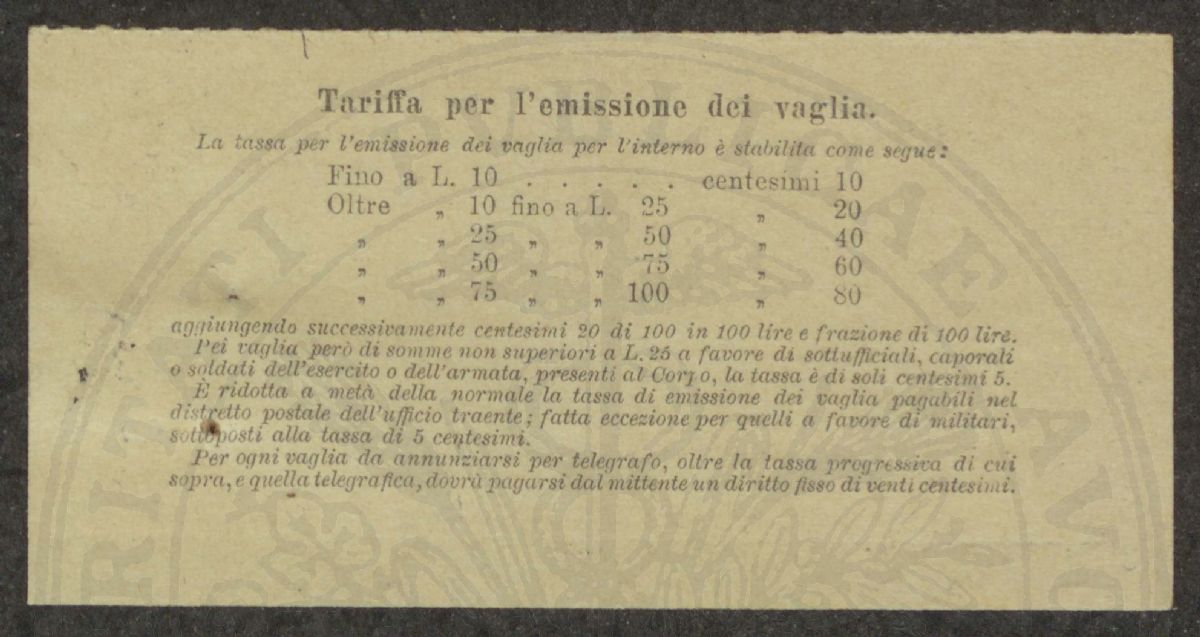 Tariffa per l'emissione dei vaglia.
La tassa per l'emissione dei vaglia per l'interno è stabilita come segue:
Fino a L. 10 . . . . . centesimi 10
Oltre „ 10 fino a L. 25 „ 20
„ „ 25 „ „ 50 „ 40
„ „ 50 „ „ 75 „ 60
„ „ 75 „ „ 100 „ 80
aggiungendo successivamente centesimi 20 di 100 in 100 lire e frazione di 100 lire.
Pei vaglia però di somme non superiori a L. 25 a favore di sottufficiali, caporali
o soldati dell'esercito o dell'armata, presenti al Corpo, la tassa è di soli centesimi 5.
È ridotta a metà della normale la tassa di emissione dei vaglia pagabili nel
distretto postale dell'ufficio traente; fatta eccezione per quelli a favore di militari,
sottoposti alla tassa di 5 centesimi.
Per ogni vaglia da annunziarsi per telegrafo, oltre la tassa progressiva di cui
sopra, e quella telegrafica, dovrà pagarsi dal mittente un diritto fisso di venti centesimi.